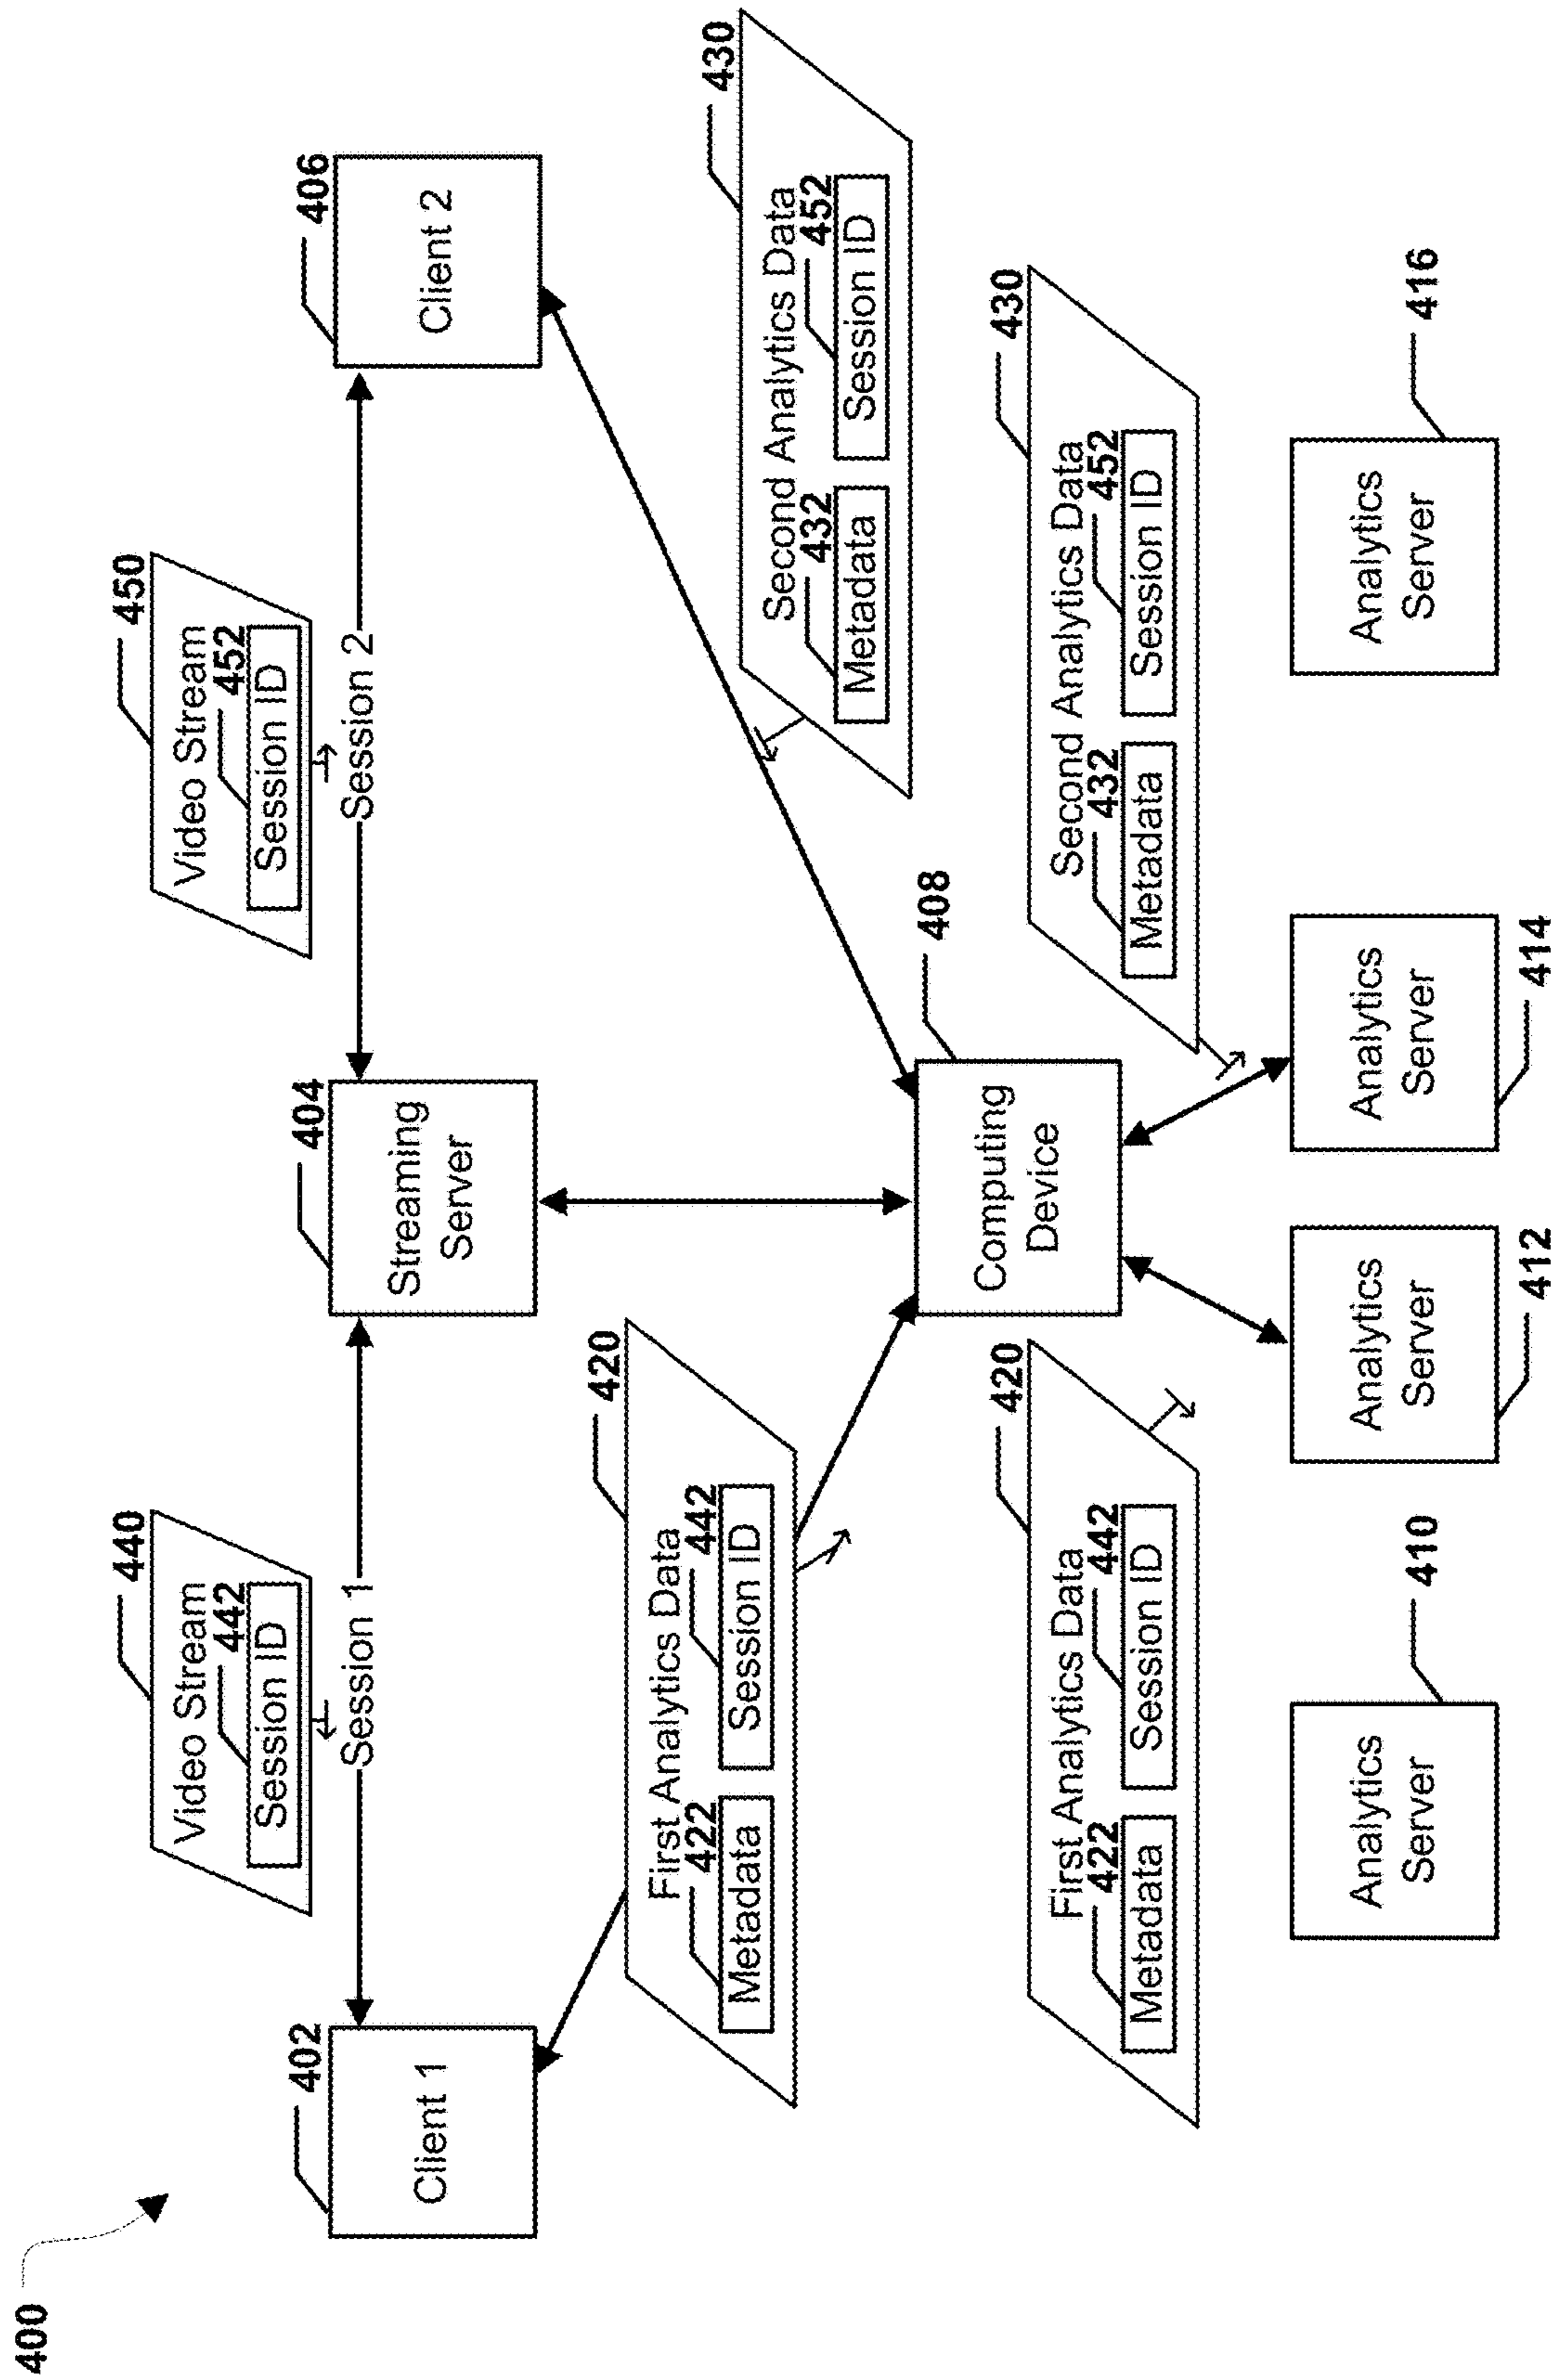 400
440
Video Stream
442
Session ID
Session 1
450
Video Stream
452
Session ID
Session 2
402
Client 1
404
Streaming
Server
406
Client 2
420
First Analytics Data
422
442
Metadata
Session ID
430
Second Analytics Data
432
452
Metadata
Session ID
408
Computing
Device
420
First Analytics Data
422
442
Metadata
Session ID
430
Second Analytics Data
432
452
Metadata
Session ID
410
Analytics
Server
Analytics
Server
412
Analytics
Server
414
416
Analytics
Server